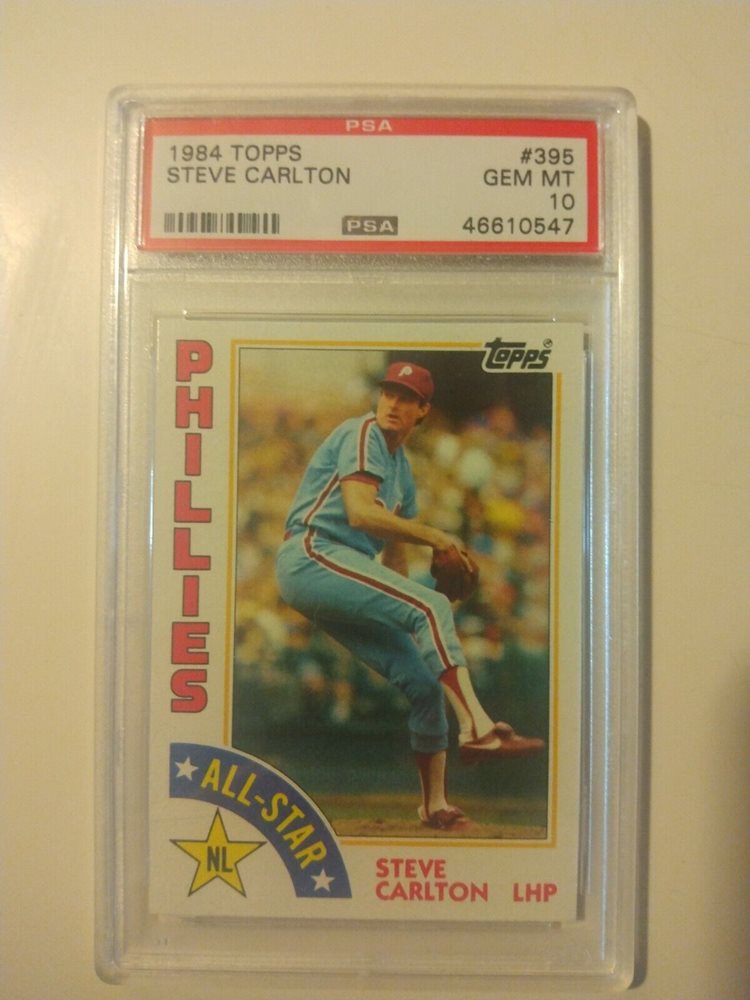 PSA
1984 TOPPS #395
STEVE CARLTON GEM MT
10
PSA 46610547
Topps
PHILLIES
P
ALL-STAR
NL
STEVE
CARLTON LHP